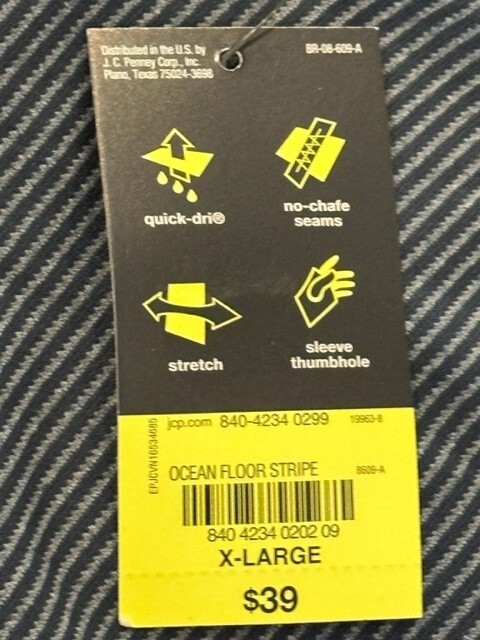 Distributed in the U.S. by
J. C. Penney Corp., Inc.
Plano, Texas 75024-3698
BR-08-609-A
quick-dri®
no-chafe
seams
stretch
sleeve
thumbhole
EPJCVN16534685
jcp.com 840-4234 0299 19963-8
OCEAN FLOOR STRIPE 8609-A
840 4234 0202 09
X-LARGE
$39